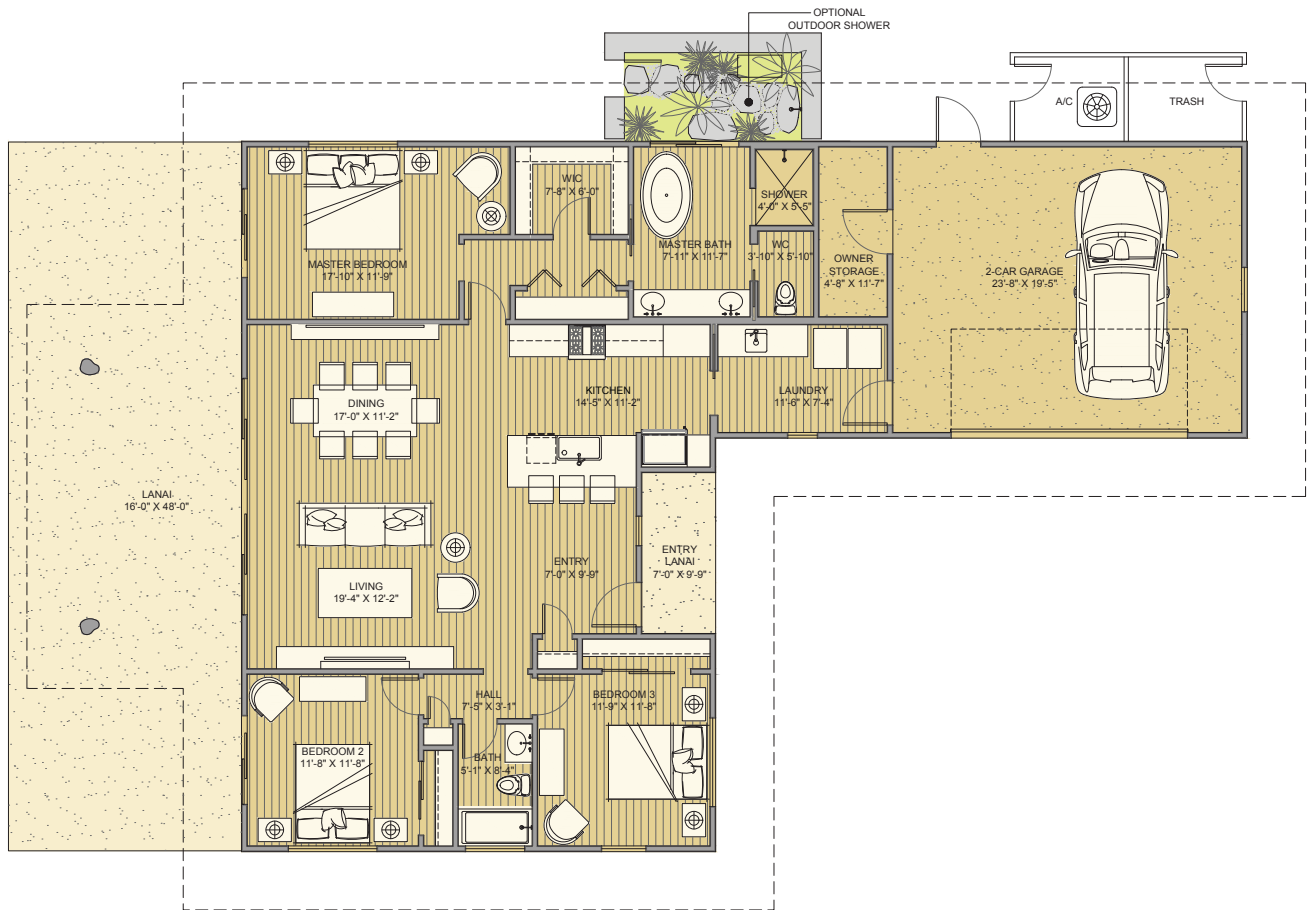 OPTIONAL
OUTDOOR SHOWER
A/C
TRASH
WIC
7'-8" X 6'-0"
SHOWER
4'-0" X 5'-5"
MASTER BEDROOM
17'-10" X 11'-9"
MASTER BATH
7'-11" X 11'-7"
WC
3'-10" X 5'-10"
OWNER
STORAGE
4'-8" X 11'-7"
2-CAR GARAGE
23'-8" X 19'-5"
DINING
17'-0" X 11'-2"
KITCHEN
14'-5" X 11'-2"
LAUNDRY
11'-6" X 7'-4"
LANAI
16'-0" X 48'-0"
ENTRY
7'-0" X 9'-9"
ENTRY
LANAI
7'-0" X 9'-9"
LIVING
19'-4" X 12'-2"
HALL
7'-5" X 3'-1"
BEDROOM 3
11'-9" X 11'-8"
BEDROOM 2
11'-8" X 11'-8"
BATH
5'-1" X 8'-4"